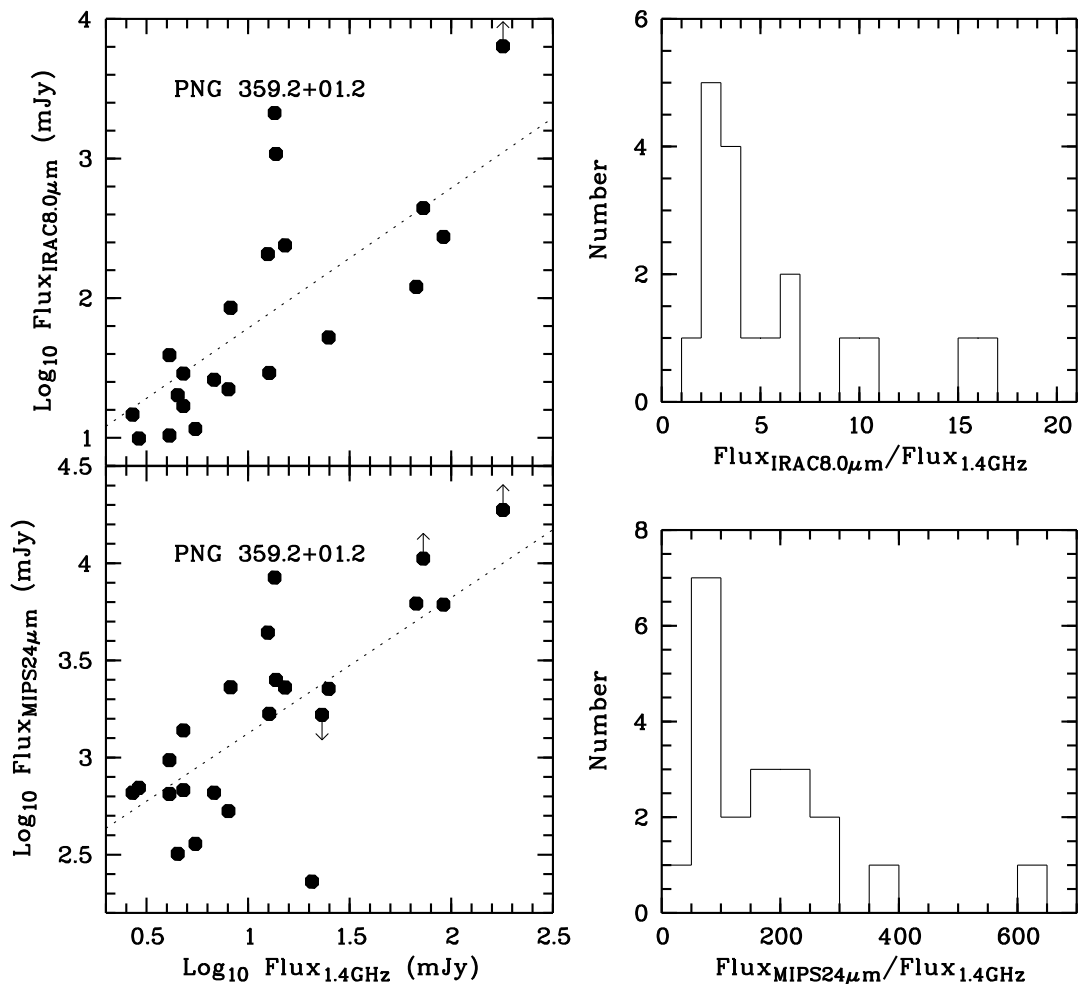 4
3
2
1
Log10 FluxIRAC8.0μm (mJy)
PNG 359.2+01.2
6
4
2
0
Number
0 5 10 15 20
FluxIRAC8.0μm/Flux1.4GHz
4.5
4
3.5
3
2.5
Log10 FluxMIPS24μm (mJy)
PNG 359.2+01.2
0.5 1 1.5 2 2.5
Log10 Flux1.4GHz (mJy)
8
6
4
2
0
Number
0 200 400 600
FluxMIPS24μm/Flux1.4GHz